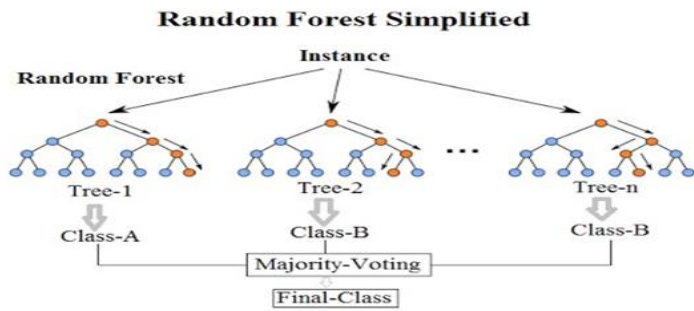 Random Forest Simplified
Instance
Random Forest
...
Tree-1
Tree-2
Tree-n
Class-A
Class-B
Class-B
Majority-Voting
Final-Class